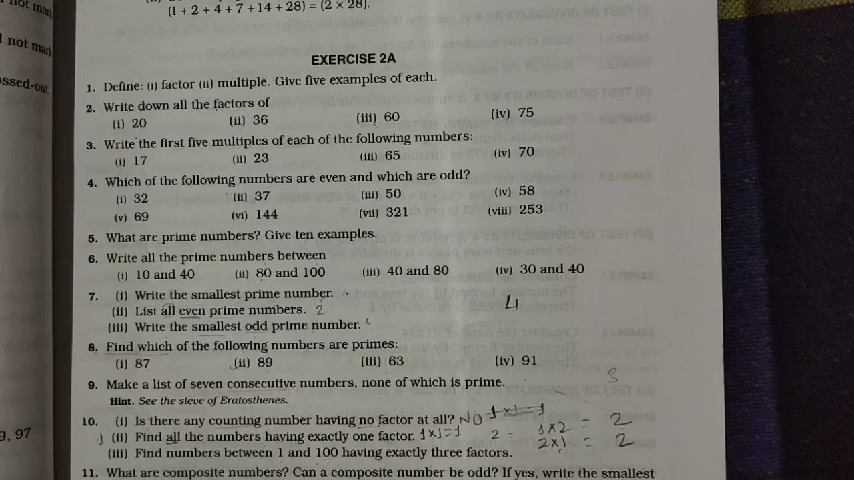 not mar
not mar
ssed-out
9, 97
(1 + 2 + 4 + 7 + 14 + 28) = (2 × 28).
EXERCISE 2A
1. Define: (i) factor (ii) multiple. Give five examples of each.
2. Write down all the factors of
(i) 20 (ii) 36 (iii) 60 (iv) 75
3. Write the first five multiples of each of the following numbers:
(i) 17 (ii) 23 (iii) 65 (iv) 70
4. Which of the following numbers are even and which are odd?
(i) 32 (ii) 37 (iii) 50 (iv) 58
(v) 69 (vi) 144 (vii) 321 (viii) 253
5. What are prime numbers? Give ten examples.
6. Write all the prime numbers between
(i) 10 and 40 (ii) 80 and 100 (iii) 40 and 80 (iv) 30 and 40
7. (i) Write the smallest prime number.
(ii) List all even prime numbers. 2 4
(iii) Write the smallest odd prime number.
8. Find which of the following numbers are primes:
(i) 87 (ii) 89 (iii) 63 (iv) 91
9. Make a list of seven consecutive numbers, none of which is prime.
Hint. See the sieve of Eratosthenes.
10. (i) Is there any counting number having no factor at all? NO 1×1=1
(ii) Find all the numbers having exactly one factor. 1×1=1 2 - 1×2 = 2
2×1 = 2
(iii) Find numbers between 1 and 100 having exactly three factors.
11. What are composite numbers? Can a composite number be odd? If yes, write the smallest